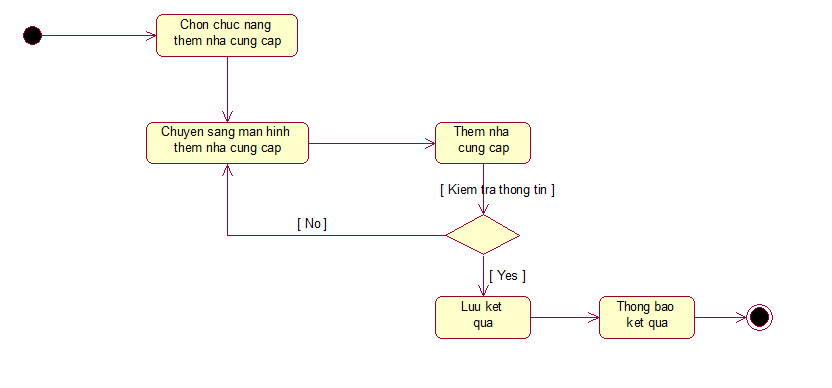 Chon chuc nang
them nha cung cap
Chuyen sang man hinh
them nha cung cap
Them nha
cung cap
[ Kiem tra thong tin ]
[ No ]
[ Yes ]
Luu ket
qua
Thong bao
ket qua